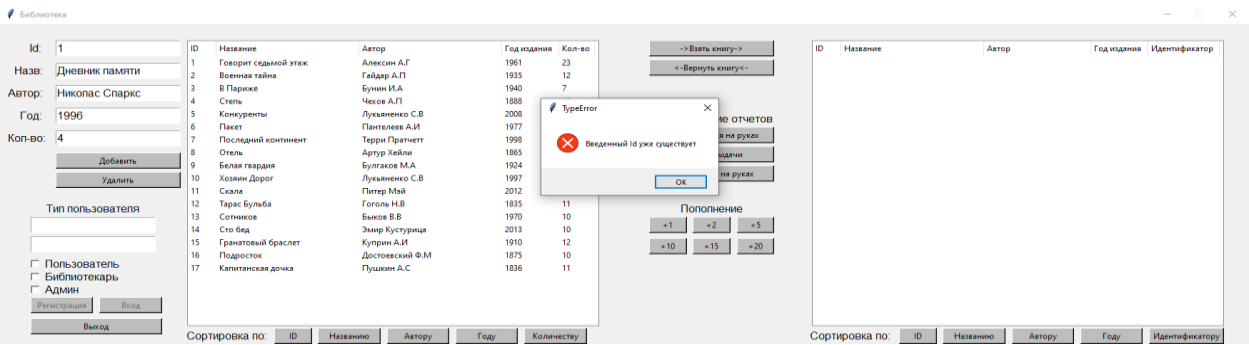 Библиотека
Id: 1
Назв: Дневник памяти
Автор: Николас Спаркс
Год: 1996
Кол-во: 4
Добавить
Удалить
Тип пользователя
Пользователь
Библиотекарь
Админ
Регистрация Вход
Выход
ID Название Автор Год издания Кол-во
1 Говорит седьмой этаж Алексин А.Г 1961 23
2 Военная тайна Гайдар А.П 1935 12
3 В Париже Бунин И.А 1940 7
4 Степь Чехов А.П 1888
5 Конкуренты Лукьяненко С.В 2008
6 Пакет Пантелеев А.И 1977
7 Последний континент Терри Пратчетт 1998
8 Отель Артур Хейли 1865
9 Белая гвардия Булгаков М.А 1924
10 Хозяин Дорог Лукьяненко С.В 1997
11 Скала Питер Мэй 2012
12 Тарас Бульба Гоголь Н.В 1835 11
13 Сотников Быков В.В 1970 10
14 Сто бед Эмир Кустурица 2013 10
15 Гранатовый браслет Куприн А.И 1910 12
16 Подросток Достоевский Ф.М 1875 10
17 Капитанская дочка Пушкин А.С 1836 11
Сортировка по: ID Названию Автору Году Количеству
->Взять книгу->
<-Вернуть книгу<-
TypeError
Введенный Id уже существует
OK
ие отчетов
я на руках
ыдачи
на руках
Пополнение
+1 +2 +5
+10 +15 +20
ID Название Автор Год издания Идентификатор
Сортировка по: ID Названию Автору Году Идентификатору